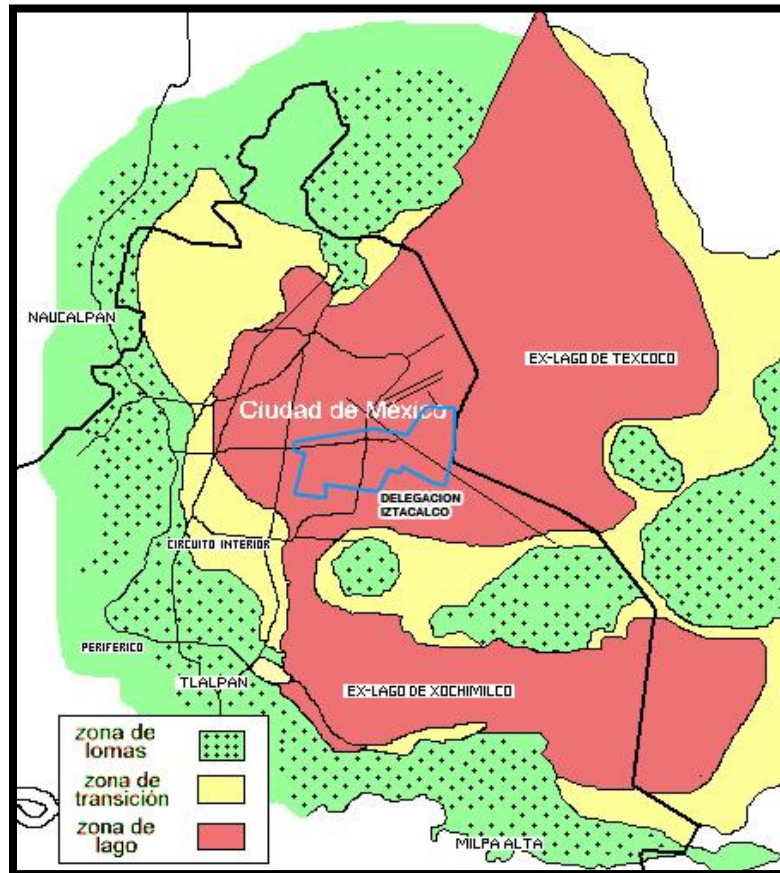 NAUCALPAN
EX-LAGO DE TEXCOCO
Ciudad de México
DELEGACION
IZTACALCO
CIRCUITO INTERIOR
PERIFERICO
TLALPAN
EX-LAGO DE XOCHIMILCO
zona de
lomas
zona de
transición
zona de
lago
MILPA ALTA